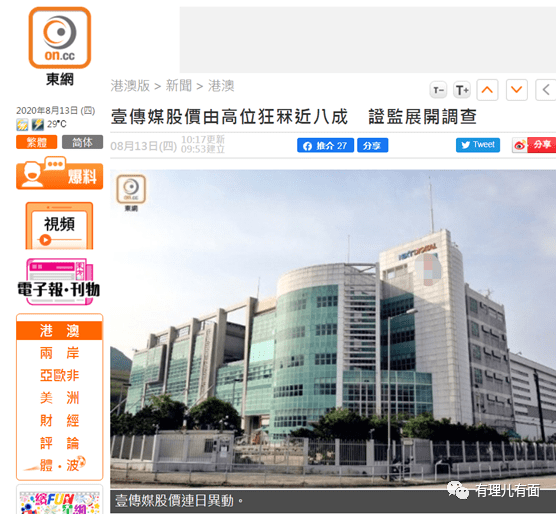 on.cc
東網
2020年8月13日 (四)
29°C
繁體
简体
爆料
視頻
電子報·刊物
港 澳
兩 岸
亞歐非
美 洲
財 經
評 論
體·波
港澳版 > 新聞 > 港澳
T-
T+
壹傳媒股價由高位狂冧近八成 證監展開調查
08月13日(四)
10:17更新
09:53建立
推介 27
分享
Tweet
分享
on.cc
東網
NEXT DIGITAL
壹傳媒股價連日異動。
有理儿有面